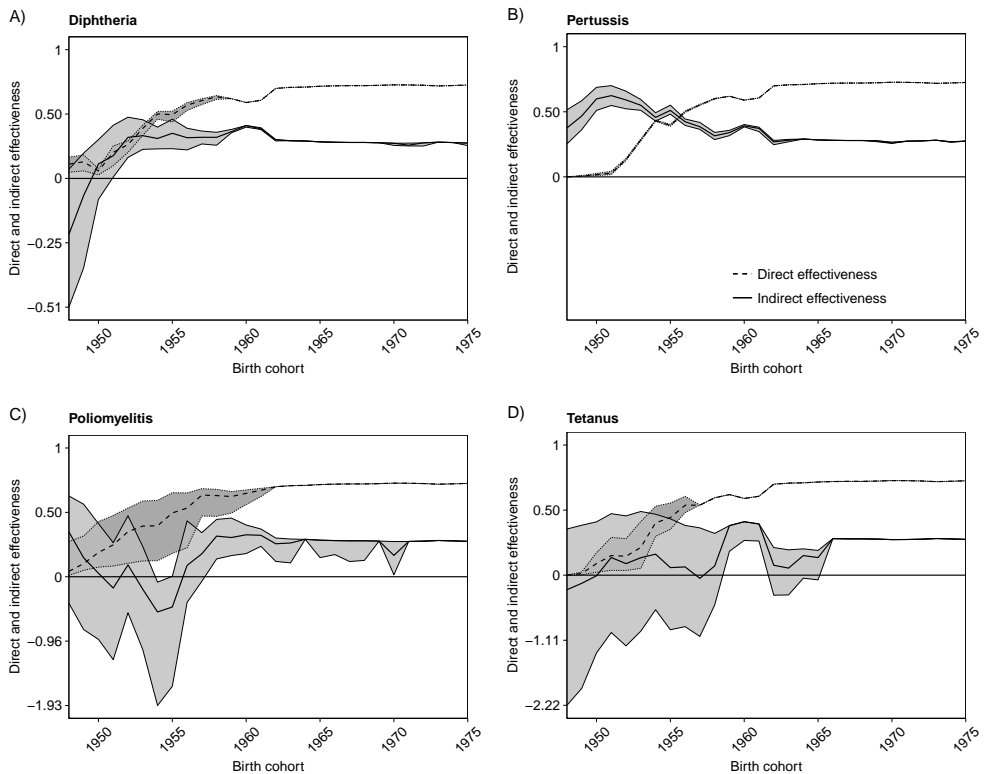 A)
Diphtheria
Direct and indirect effectiveness
1
0.50
0
−0.25
−0.51
1950
1955
1960
1965
1970
1975
Birth cohort
B)
Pertussis
Direct and indirect effectiveness
1
0.50
0
Direct effectiveness
Indirect effectiveness
1950
1955
1960
1965
1970
1975
Birth cohort
C)
Poliomyelitis
Direct and indirect effectiveness
1
0.50
0
−0.96
−1.93
1950
1955
1960
1965
1970
1975
Birth cohort
D)
Tetanus
Direct and indirect effectiveness
1
0.50
0
−1.11
−2.22
1950
1955
1960
1965
1970
1975
Birth cohort